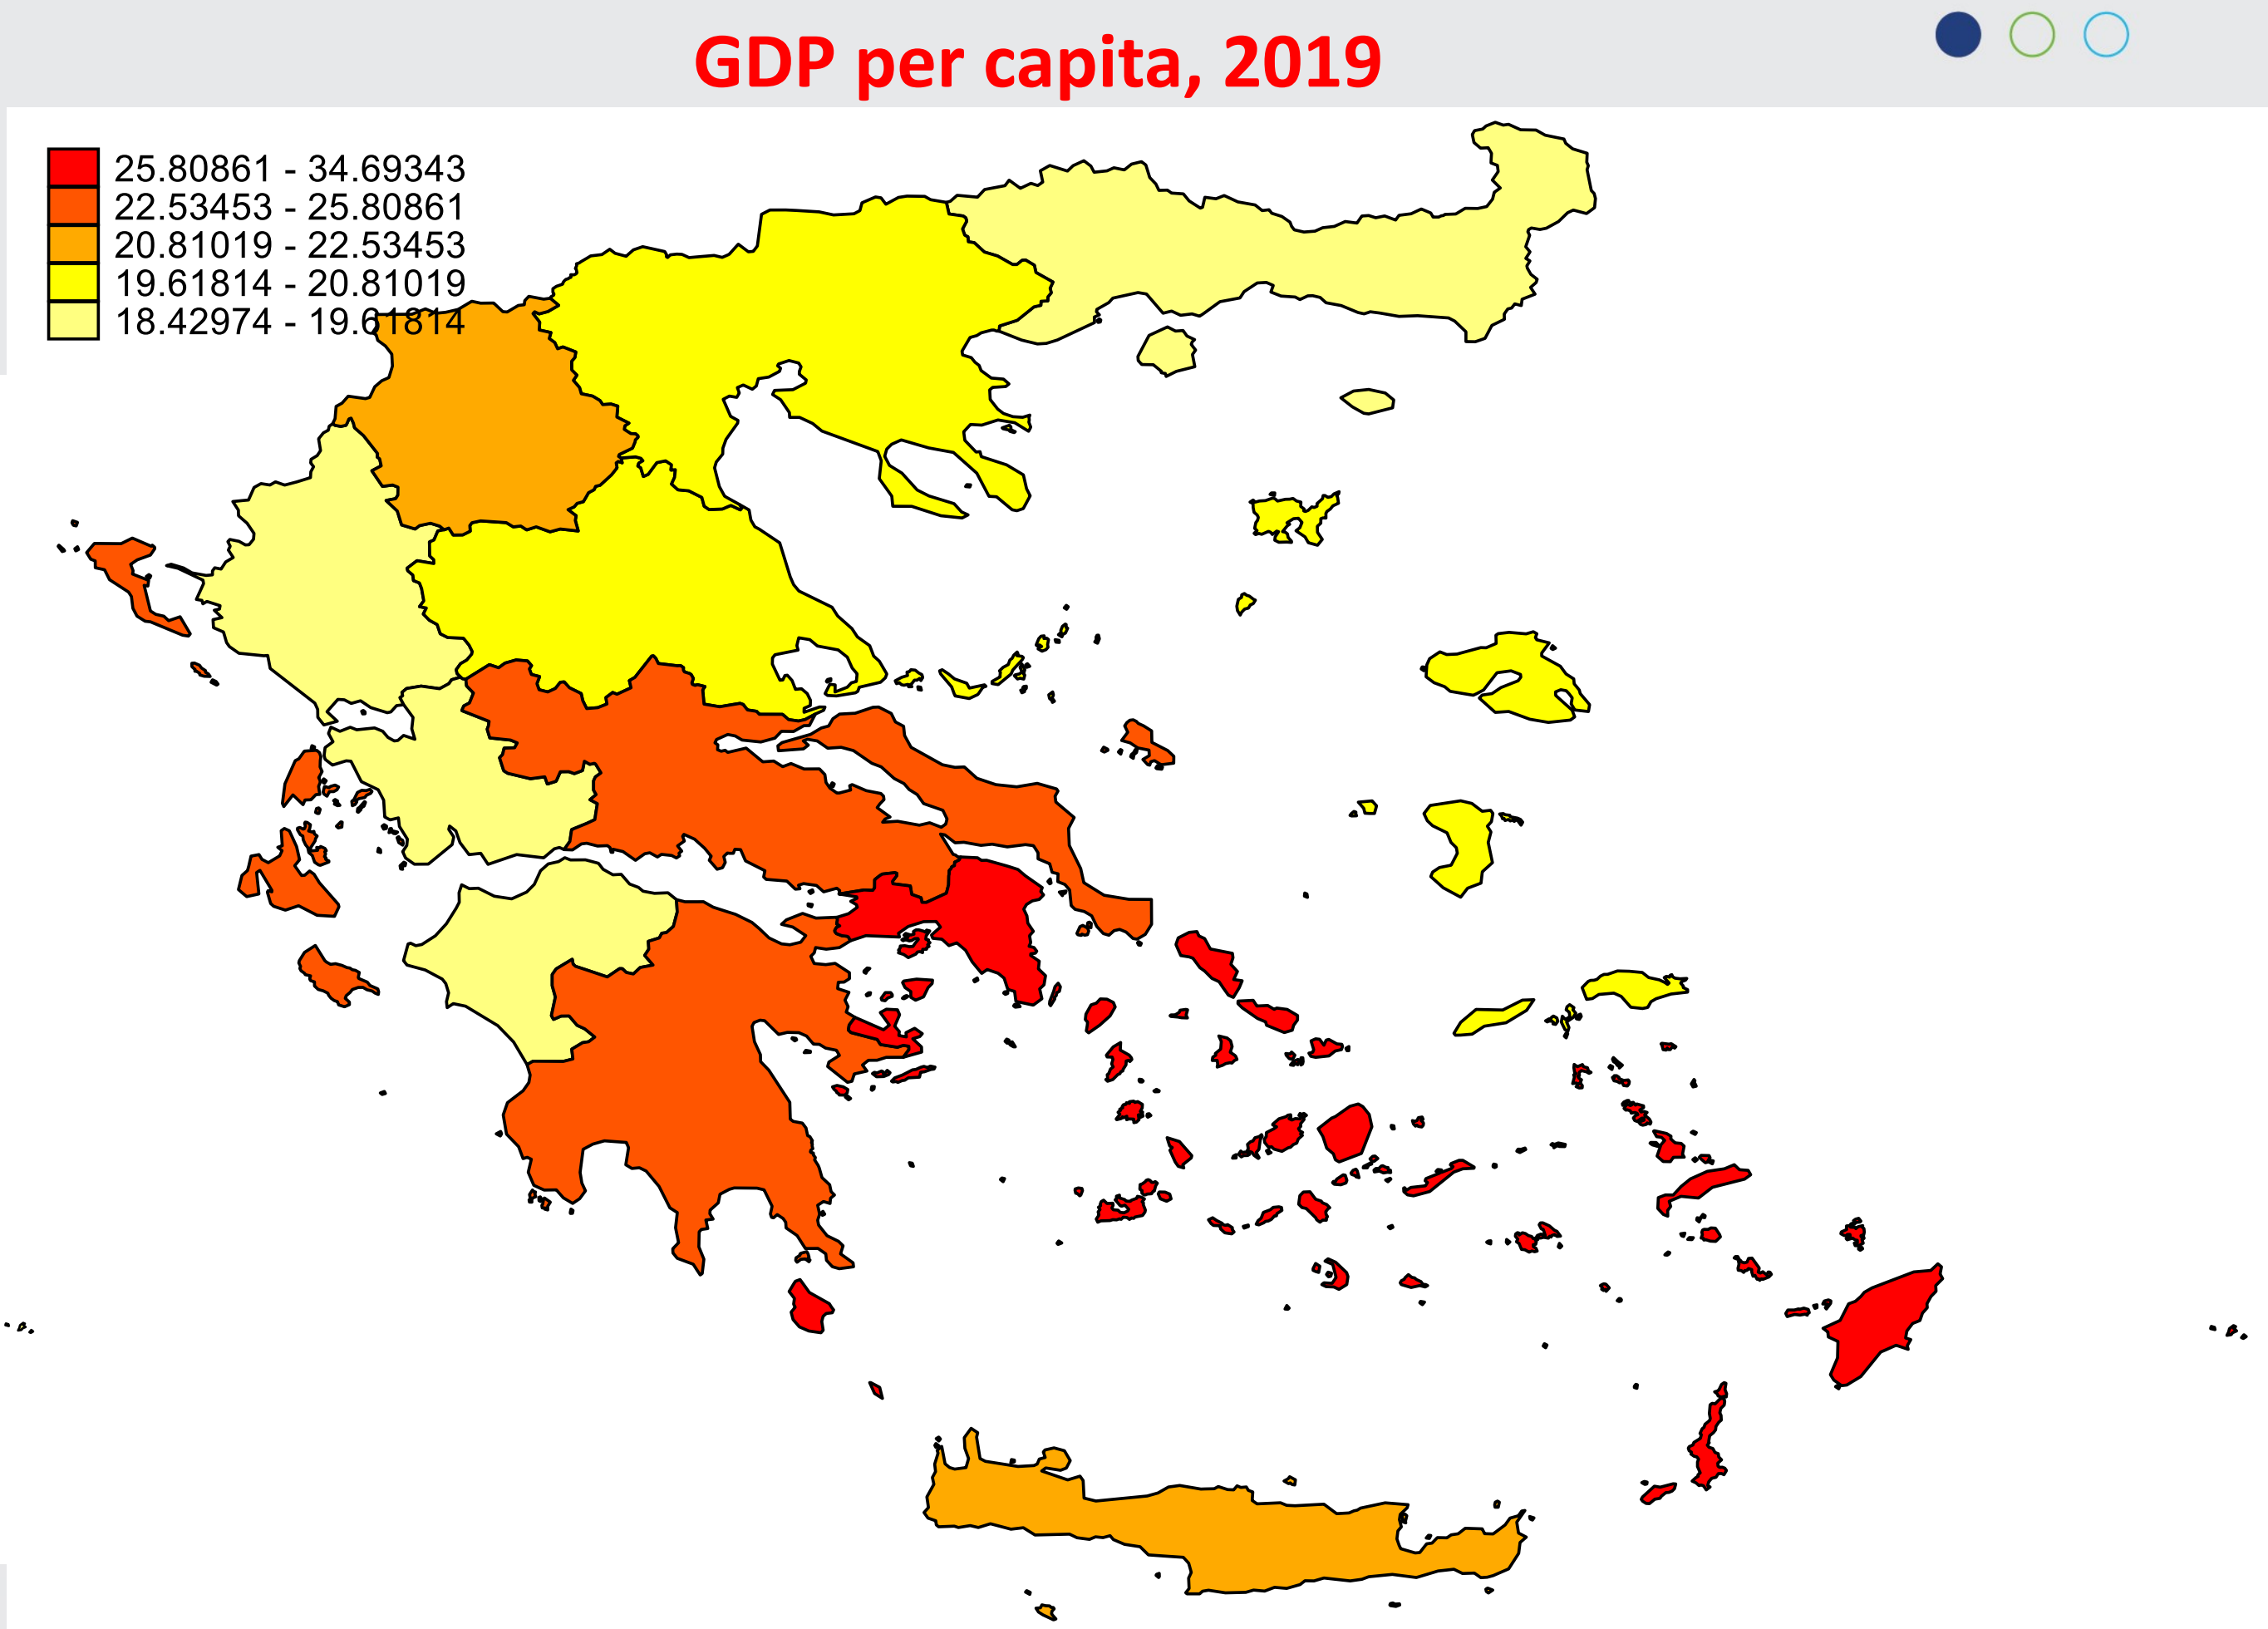 GDP per capita, 2019
25.80861 - 34.69343
22.53453 - 25.80861
20.81019 - 22.53453
19.61814 - 20.81019
18.42974 - 19.61814